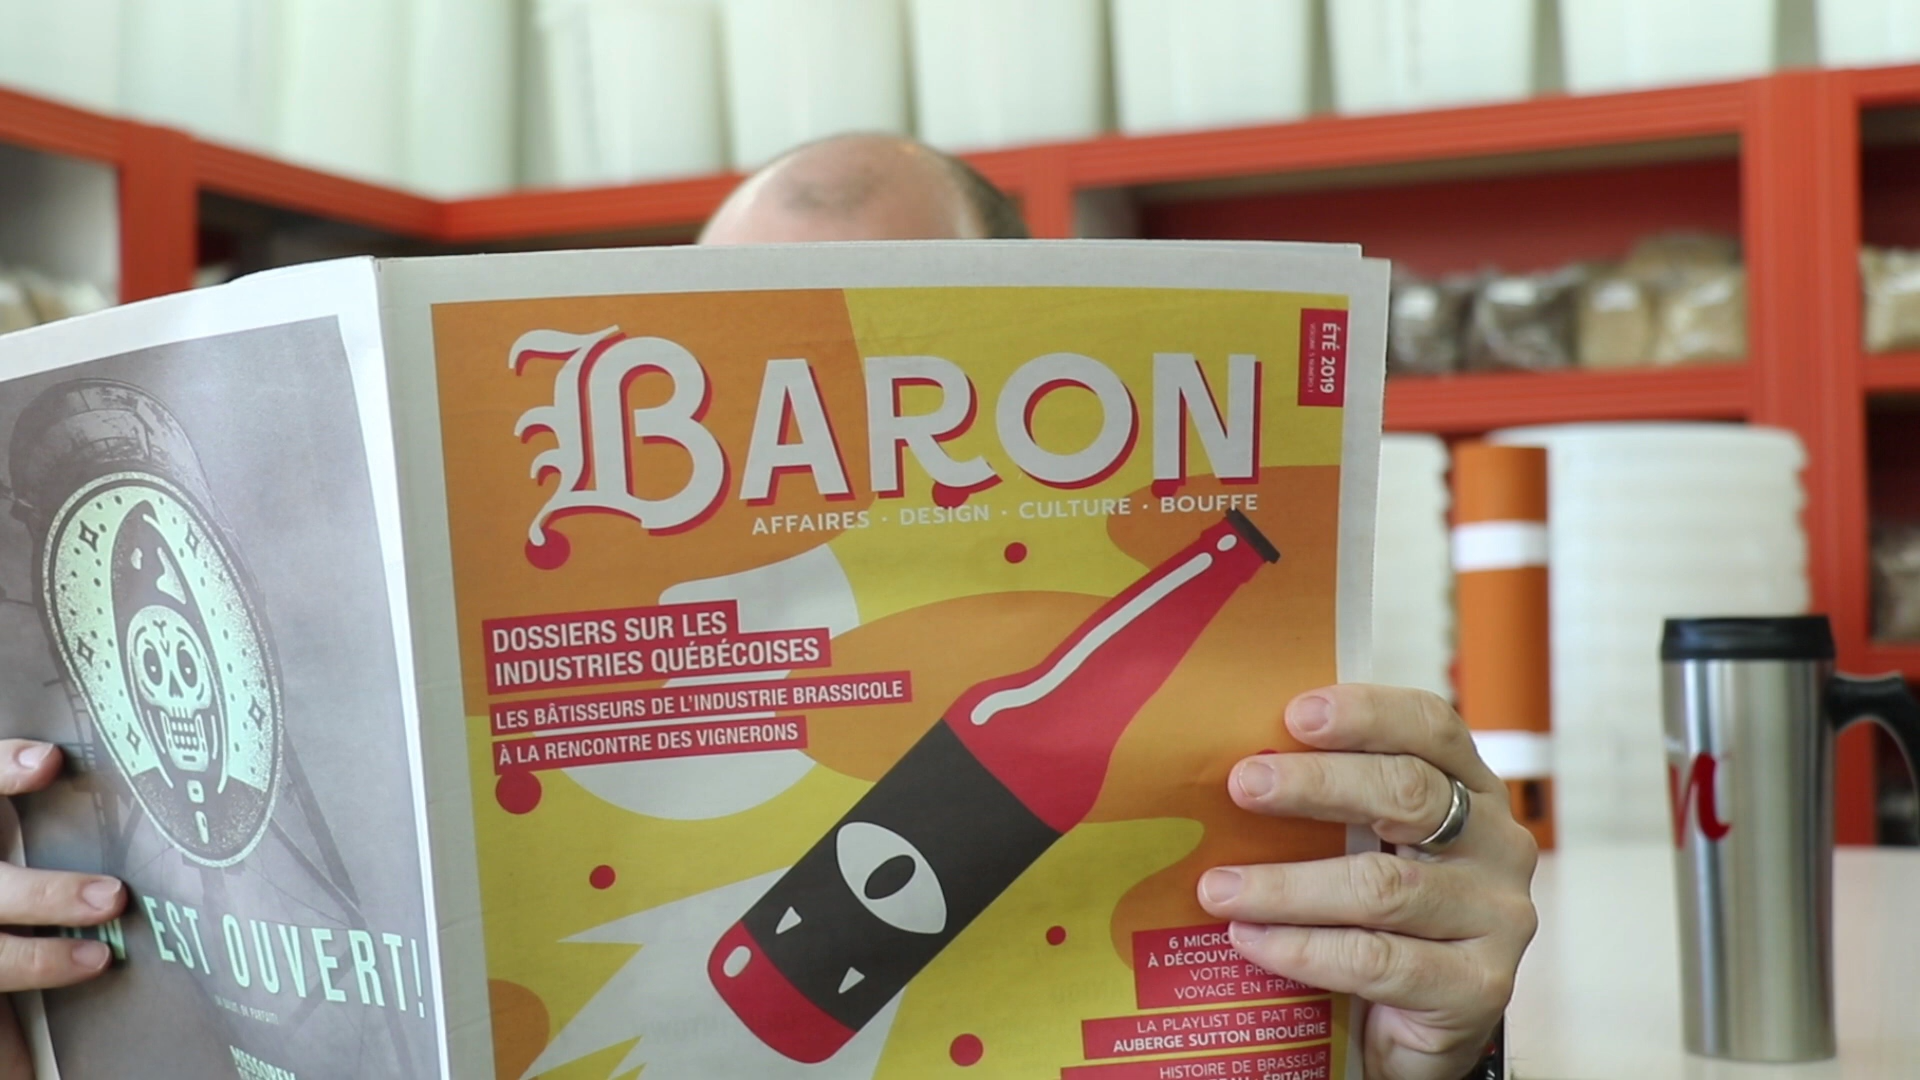 BARON
AFFAIRES · DESIGN · CULTURE · BOUFFE
ÉTÉ 2019
DOSSIERS SUR LES
INDUSTRIES QUÉBÉCOISES
LES BÂTISSEURS DE L'INDUSTRIE BRASSICOLE
À LA RENCONTRE DES VIGNERONS
6 MICRO
À DÉCOUVR
VOTRE PRO
VOYAGE EN FRAN
LA PLAYLIST DE PAT ROY
AUBERGE SUTTON BROUËRIE
HISTOIRE DE BRASSEUR
ÉPITAPHE
EST OUVERT!